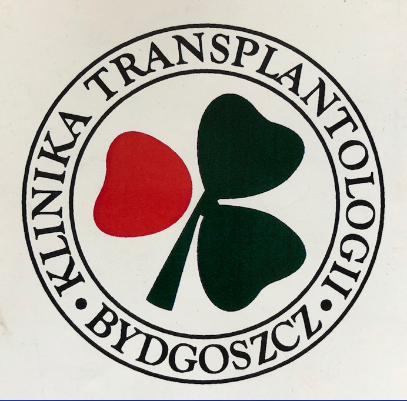 KLINIKA TRANSPLANTOLOGII
• BYDGOSZCZ •